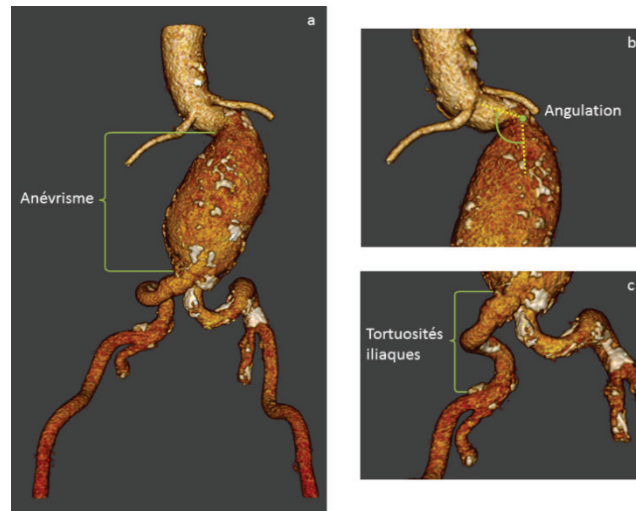 a
Anévrisme
b
Angulation
c
Tortuosités
iliaques